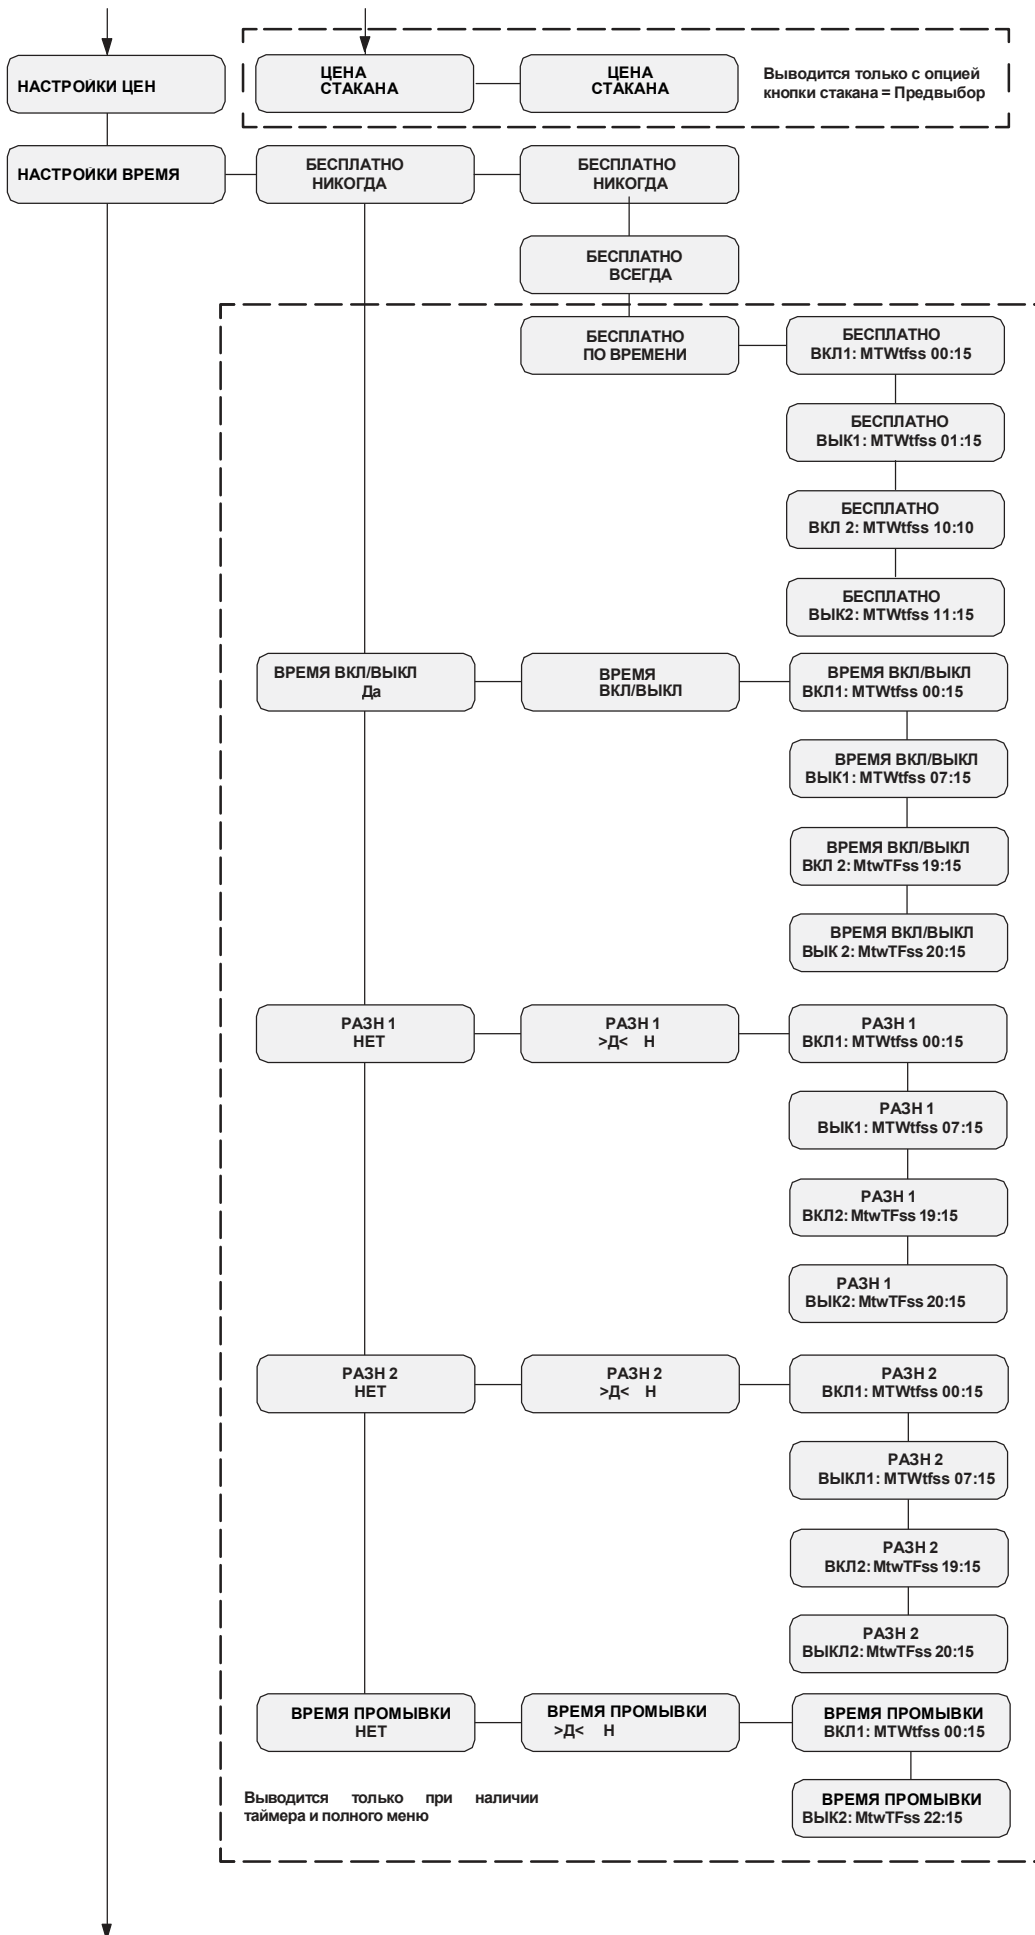 НАСТРОЙКИ ЦЕН
ЦЕНА
СТАКАНА
ЦЕНА
СТАКАНА
Выводится только с опцией
кнопки стакана = Предвыбор
НАСТРОЙКИ ВРЕМЯ
БЕСПЛАТНО
НИКОГДА
БЕСПЛАТНО
НИКОГДА
БЕСПЛАТНО
ВСЕГДА
БЕСПЛАТНО
ПО ВРЕМЕНИ
БЕСПЛАТНО
ВКЛ1: MTWtfss 00:15
БЕСПЛАТНО
ВЫК1: MTWtfss 01:15
БЕСПЛАТНО
ВКЛ 2: MTWtfss 10:10
БЕСПЛАТНО
ВЫК2: MTWtfss 11:15
ВРЕМЯ ВКЛ/ВЫКЛ
Да
ВРЕМЯ
ВКЛ/ВЫКЛ
ВРЕМЯ ВКЛ/ВЫКЛ
ВКЛ1: MTWtfss 00:15
ВРЕМЯ ВКЛ/ВЫКЛ
ВЫК1: MTWtfss 07:15
ВРЕМЯ ВКЛ/ВЫКЛ
ВКЛ 2: MtwTFss 19:15
ВРЕМЯ ВКЛ/ВЫКЛ
ВЫК 2: MtwTFss 20:15
РАЗН 1
НЕТ
РАЗН 1
>Д< Н
РАЗН 1
ВКЛ1: MTWtfss 00:15
РАЗН 1
ВЫК1: MTWtfss 07:15
РАЗН 1
ВКЛ2: MtwTFss 19:15
РАЗН 1
ВЫК2: MtwTFss 20:15
РАЗН 2
НЕТ
РАЗН 2
>Д< Н
РАЗН 2
ВКЛ1: MTWtfss 00:15
РАЗН 2
ВЫКЛ1: MTWtfss 07:15
РАЗН 2
ВКЛ2: MtwTFss 19:15
РАЗН 2
ВЫКЛ2: MtwTFss 20:15
ВРЕМЯ ПРОМЫВКИ
НЕТ
ВРЕМЯ ПРОМЫВКИ
>Д< Н
ВРЕМЯ ПРОМЫВКИ
ВКЛ1: MTWtfss 00:15
ВРЕМЯ ПРОМЫВКИ
ВЫК2: MtwTFss 22:15
Выводится только при наличии
таймера и полного меню